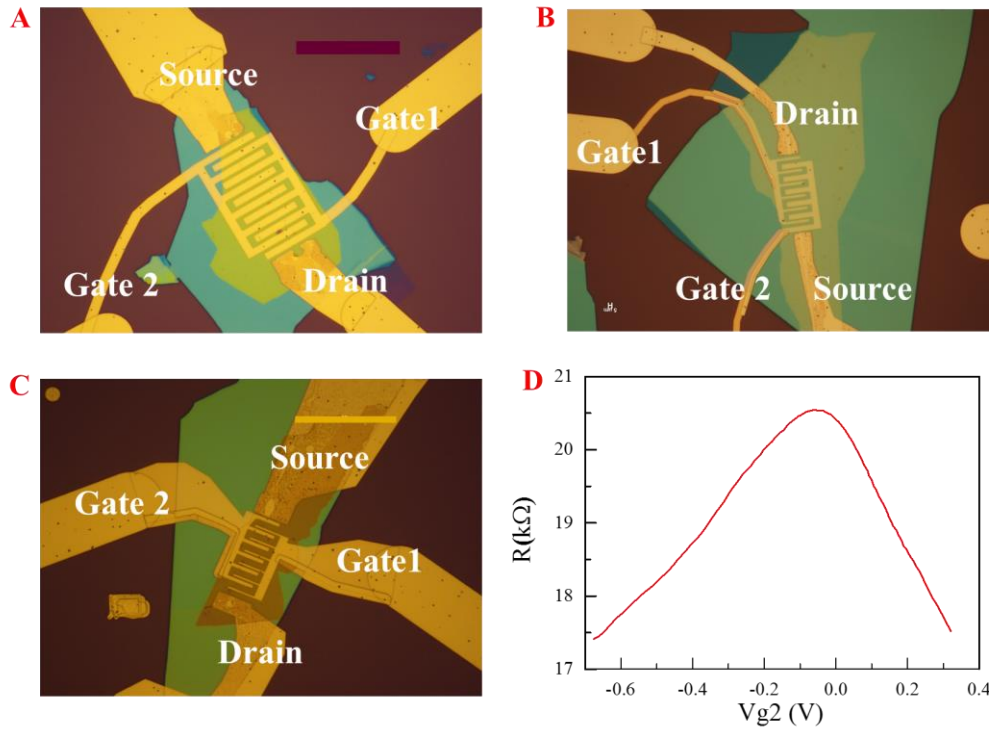 A
Source
Gate1
Gate 2
Drain
B
Drain
Gate1
Gate 2
Source
C
Source
Gate 2
Gate1
Drain
D
21
20
19
18
17
R(kΩ)
-0.6
-0.4
-0.2
0.0
0.2
0.4
Vg2 (V)